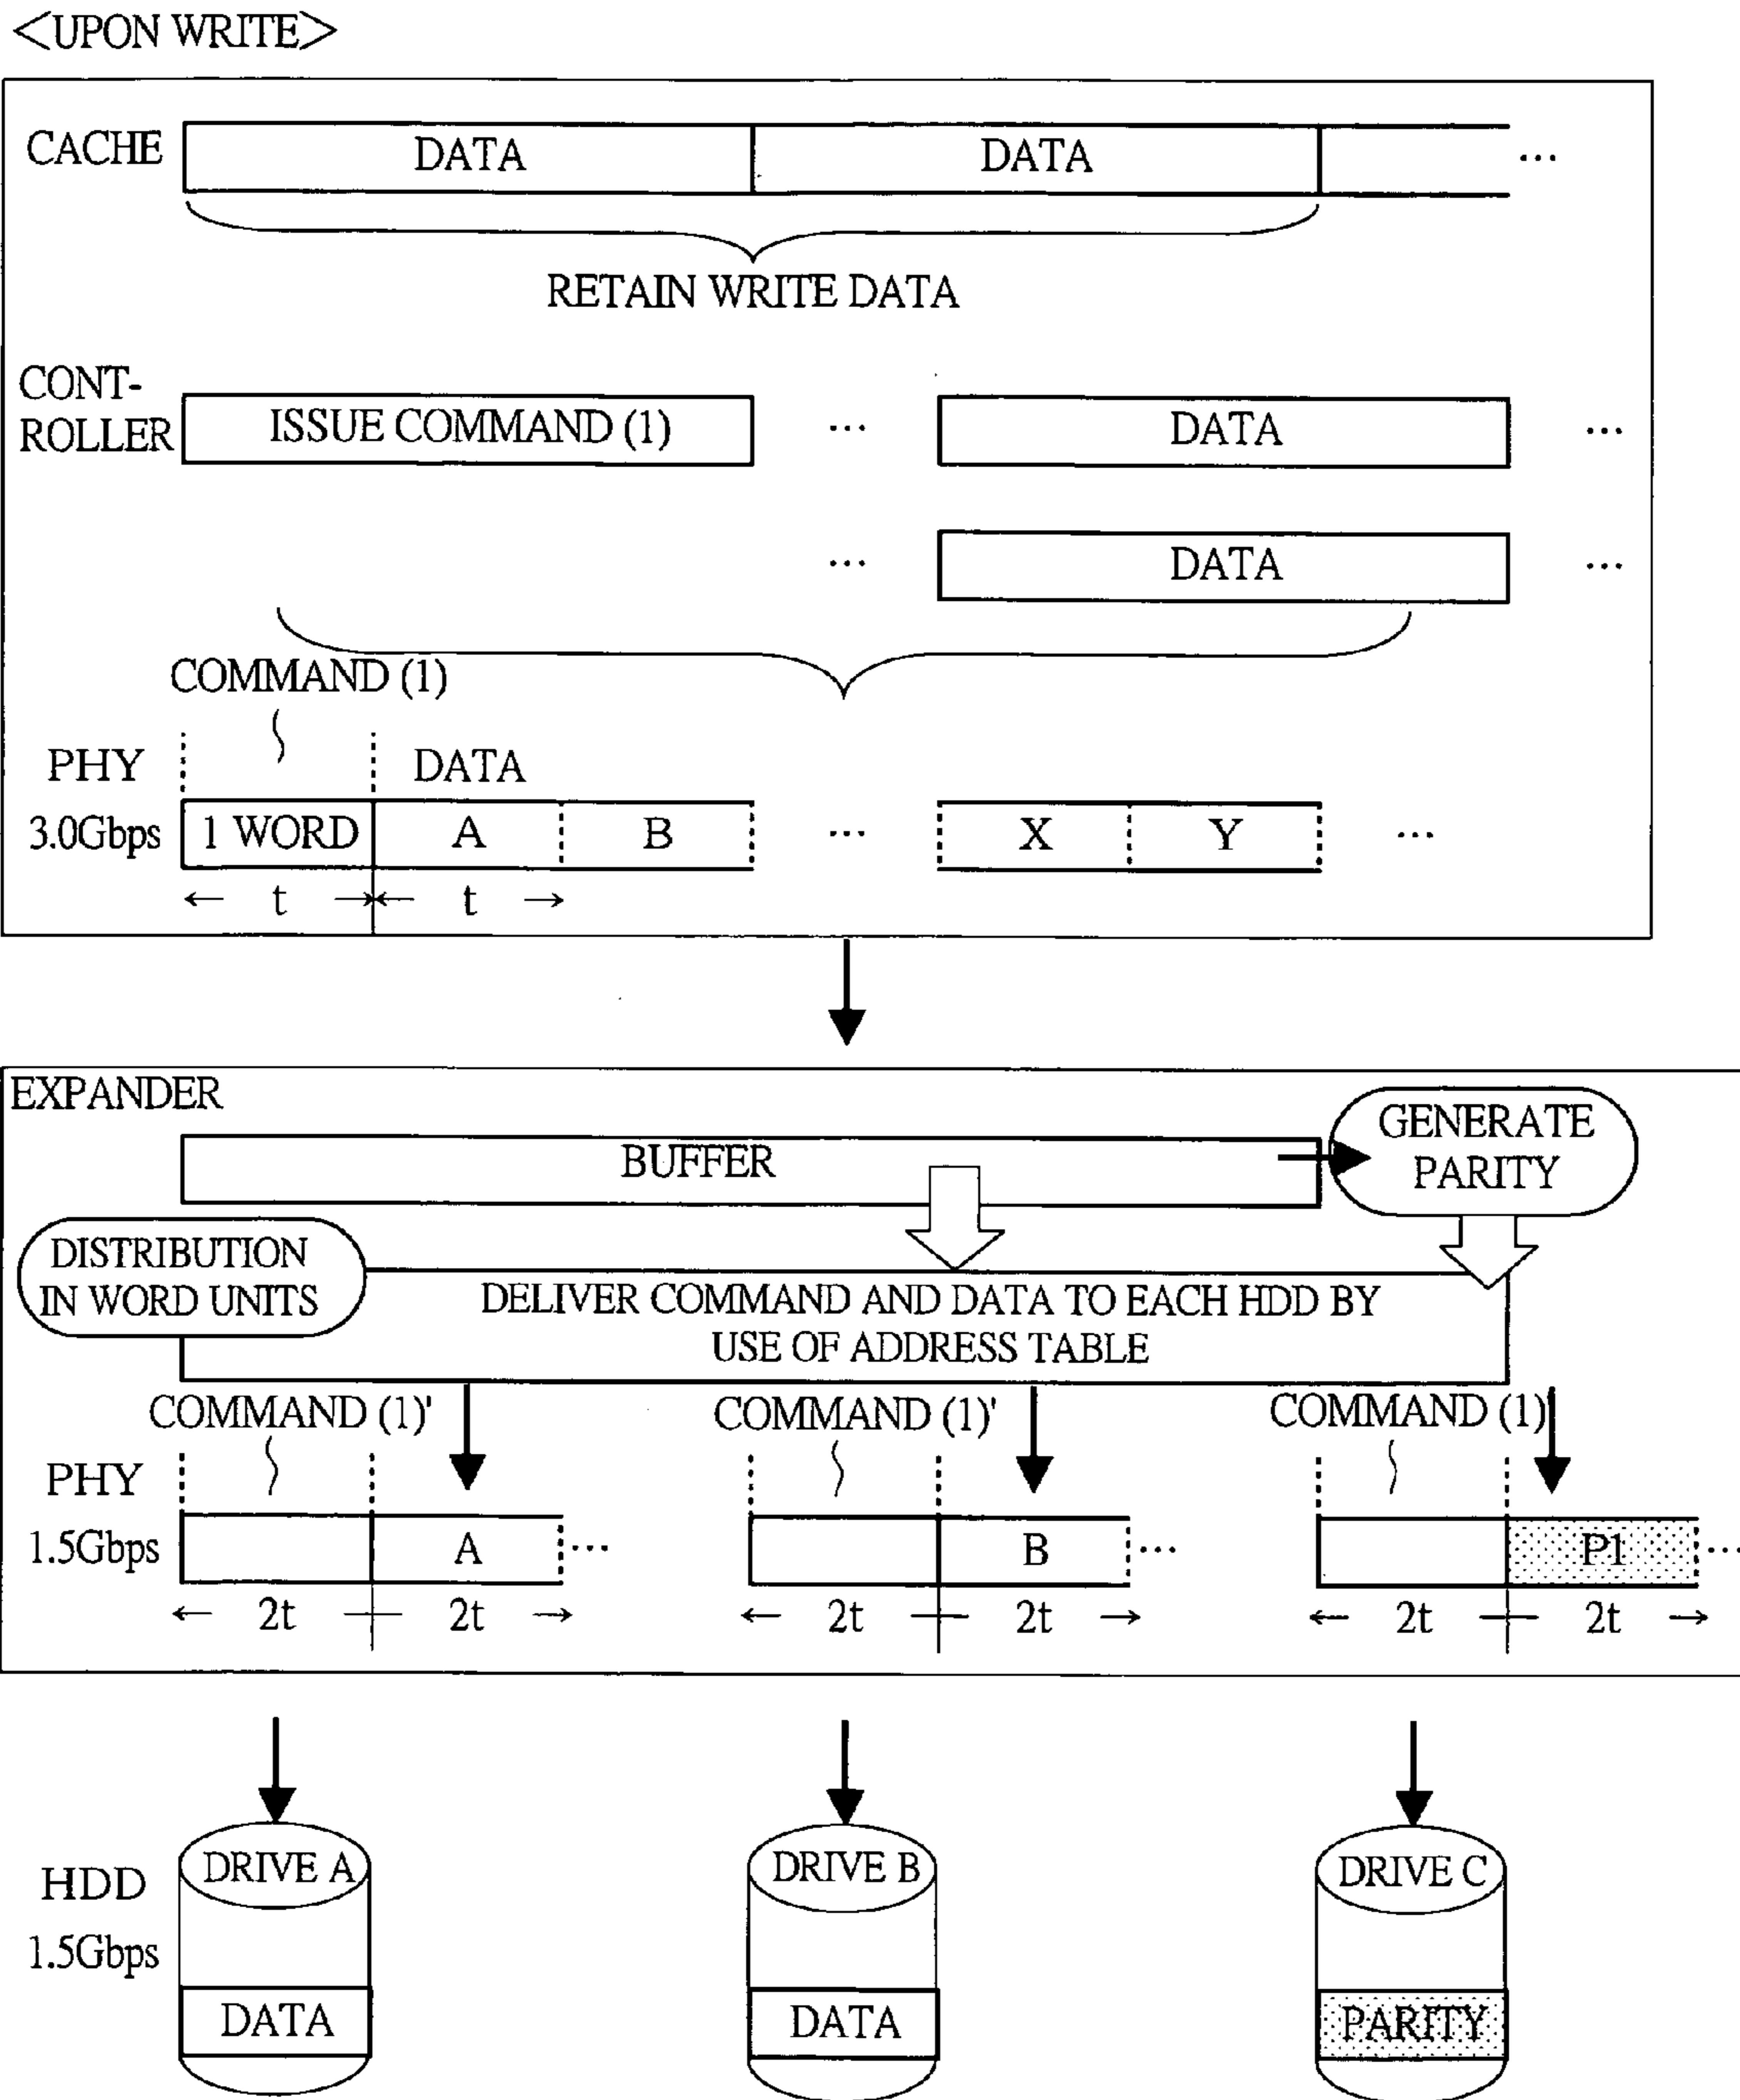 <UPON WRITE>
CACHE DATA DATA ...
RETAIN WRITE DATA
CONT-
ROLLER ISSUE COMMAND (1) ... DATA ...
... DATA ...
COMMAND (1)
PHY DATA
3.0Gbps 1 WORD A B ... X Y ...
← t →← t →
EXPANDER
BUFFER
GENERATE
PARITY
DISTRIBUTION
IN WORD UNITS
DELIVER COMMAND AND DATA TO EACH HDD BY
USE OF ADDRESS TABLE
COMMAND (1)' COMMAND (1)' COMMAND (1)
PHY
1.5Gbps A ... B ... P1 ...
← 2t 2t → ← 2t 2t → ← 2t 2t →
HDD DRIVE A DRIVE B DRIVE C
1.5Gbps
DATA DATA PARITY